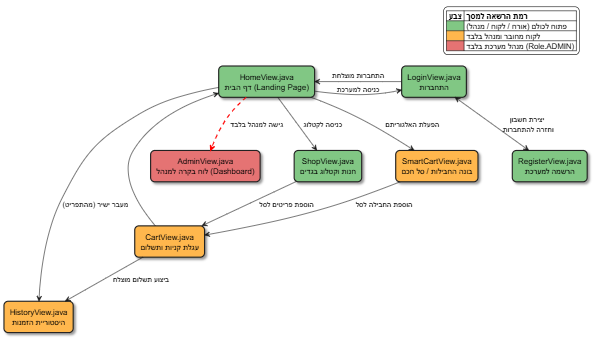 רמת הרשאה למסך
צבע
פתוח לכולם (אורח / לקוח / מנהל)
לקוח מחובר ומנהל בלבד
מנהל מערכת בלבד (Role.ADMIN)
HomeView.java
דף הבית (Landing Page)
התחברות מוצלחת
כניסה למערכת
LoginView.java
התחברות
גישה למנהל בלבד
כניסה לקטלוג
הפעלת האלגוריתם
יצירת חשבון
וחזרה להתחברות
AdminView.java
לוח בקרה למנהל (Dashboard)
ShopView.java
חנות וקטלוג בגדים
SmartCartView.java
בונה החבילות / סל חכם
RegisterView.java
הרשמה למערכת
מעבר ישיר (מהתפריט)
הוספת פריטים לסל
הוספת החבילה לסל
CartView.java
עגלת קניות ותשלום
ביצוע תשלום מוצלח
HistoryView.java
היסטוריית הזמנות